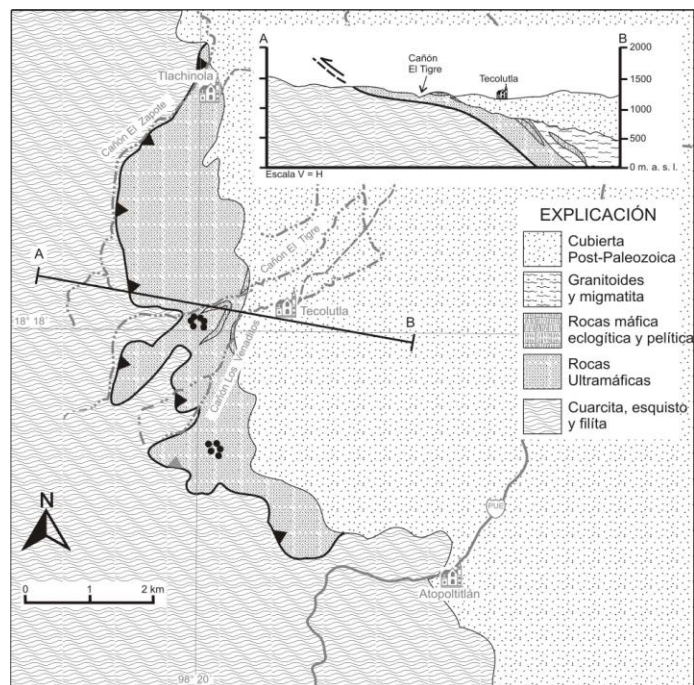 A
B
2000
Cañón
El Tigre
Tecolutla
1500
1000
500
0 m. a. s. l.
Escala V = H
Tlachinola
Cañón El Zapote
EXPLICACIÓN
Cubierta
Post-Paleozoica
Granitoides
y migmatita
Rocas máfica
eclogítica y pelítica
Rocas
Ultramáficas
Cuarcita, esquisto
y filíta
A
Cañón El Tigre
Tecolutla
18° 18
B
Cañón Los Venaditos
PUE
N
0 1 2 km
Atopoltitlán
98° 20